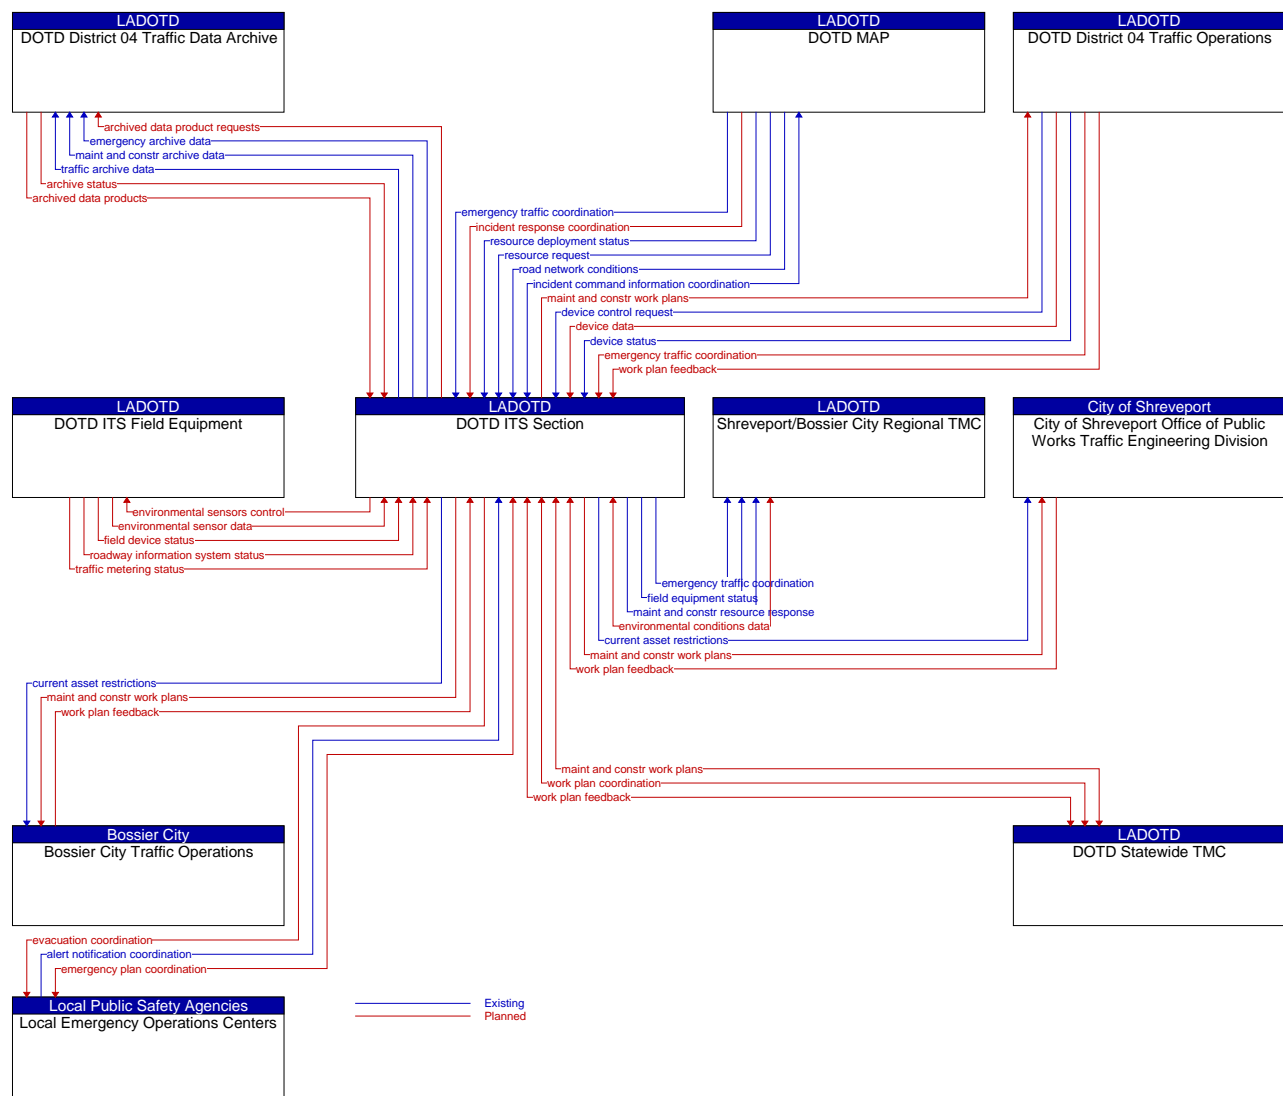 LADOTD
DOTD District 04 Traffic Data Archive
LADOTD
DOTD MAP
LADOTD
DOTD District 04 Traffic Operations
archived data product requests
emergency archive data
maint and constr archive data
traffic archive data
archive status
archived data products
emergency traffic coordination
incident response coordination
resource deployment status
resource request
road network conditions
incident command information coordination
maint and constr work plans
device control request
device data
device status
emergency traffic coordination
work plan feedback
LADOTD
DOTD ITS Field Equipment
LADOTD
DOTD ITS Section
LADOTD
Shreveport/Bossier City Regional TMC
City of Shreveport
City of Shreveport Office of Public
Works Traffic Engineering Division
environmental sensors control
environmental sensor data
field device status
roadway information system status
traffic metering status
emergency traffic coordination
field equipment status
maint and constr resource response
environmental conditions data
current asset restrictions
maint and constr work plans
work plan feedback
current asset restrictions
maint and constr work plans
work plan feedback
maint and constr work plans
work plan coordination
work plan feedback
Bossier City
Bossier City Traffic Operations
LADOTD
DOTD Statewide TMC
evacuation coordination
alert notification coordination
emergency plan coordination
Local Public Safety Agencies
Local Emergency Operations Centers
Existing
Planned